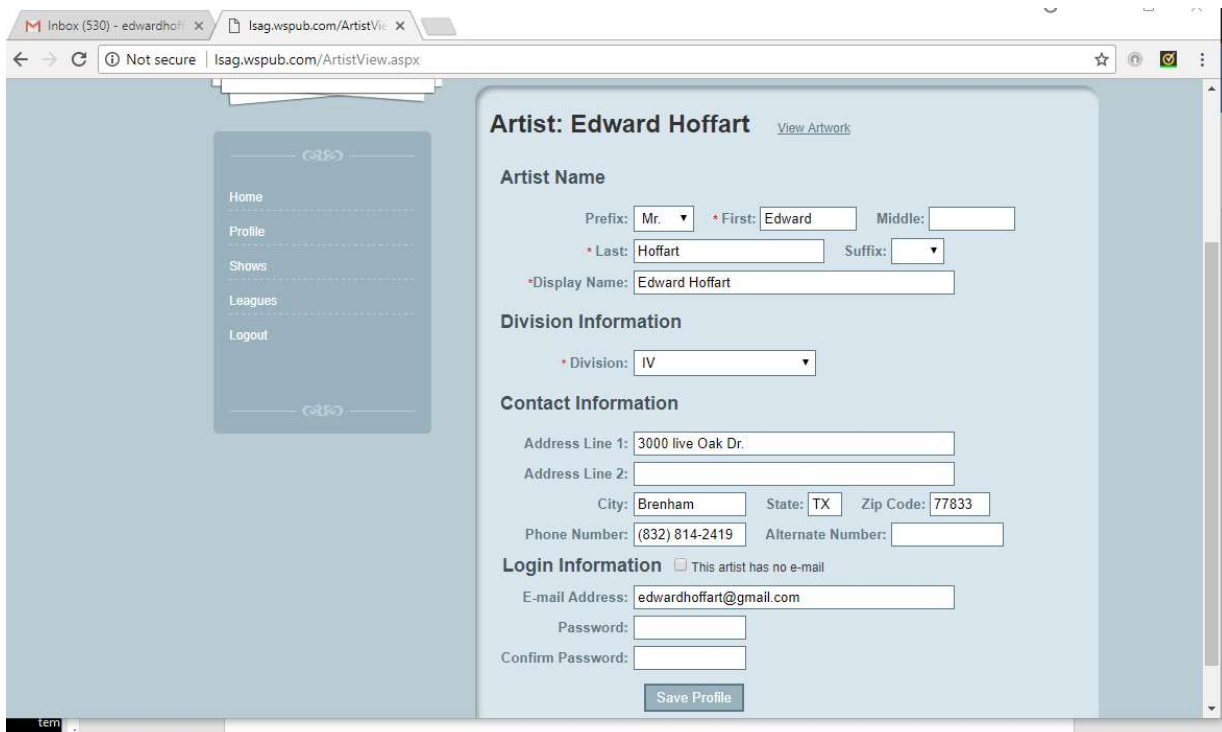 Inbox (530) - edwardhoff
lsag.wspub.com/ArtistVie
Not secure | lsag.wspub.com/ArtistView.aspx
Artist: Edward Hoffart View Artwork
Artist Name
Home
Prefix: Mr. * First: Edward Middle:
Profile
* Last: Hoffart Suffix:
Shows
*Display Name: Edward Hoffart
Leagues
Division Information
Logout
* Division: IV
Contact Information
Address Line 1: 3000 live Oak Dr.
Address Line 2:
City: Brenham State: TX Zip Code: 77833
Phone Number: (832) 814-2419 Alternate Number:
Login Information This artist has no e-mail
E-mail Address: edwardhoffart@gmail.com
Password:
Confirm Password:
Save Profile
tem